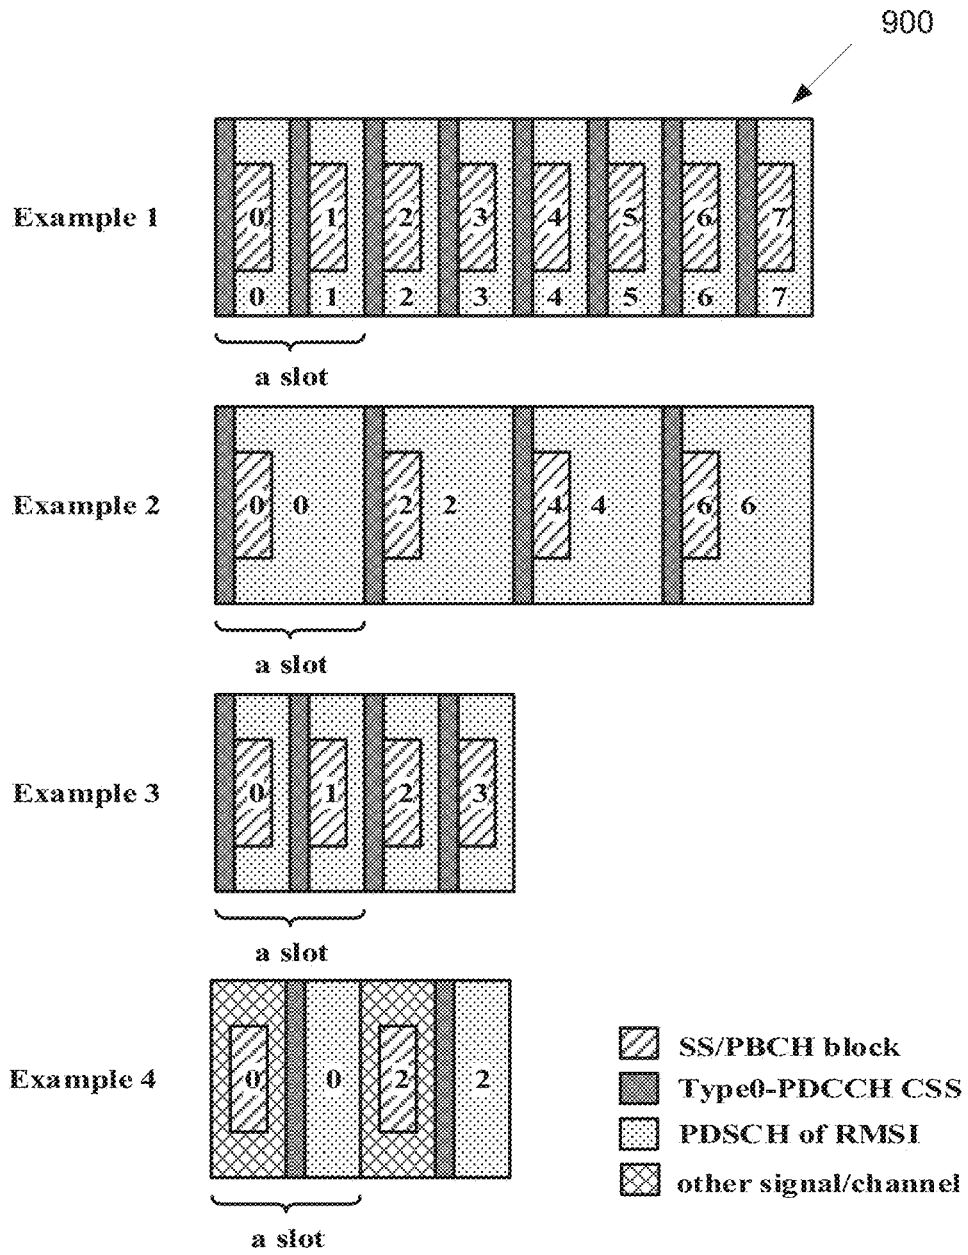 900
Example 1
0 1 2 3 4 5 6 7
0 1 2 3 4 5 6 7
a slot
Example 2
0 0 2 2 4 4 6 6
a slot
Example 3
0 1 2 3
a slot
Example 4
0 0 2 2
a slot
SS/PBCH block
Type0-PDCCH CSS
PDSCH of RMSI
other signal/channel